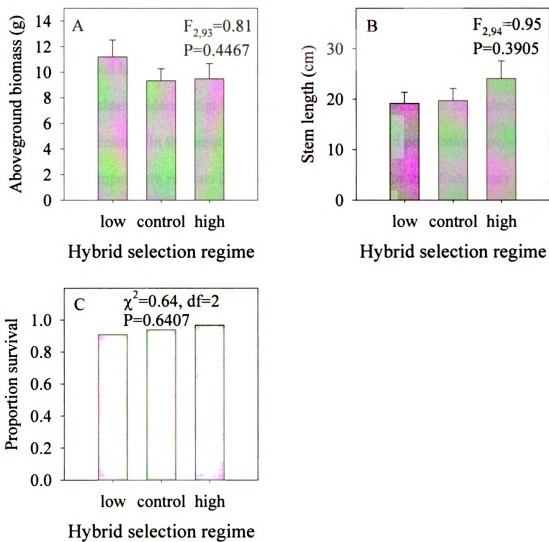 A
F2,93=0.81
P=0.4467
Aboveground biomass (g)
14
12
10
8
6
4
2
0
low control high
Hybrid selection regime
B
F2,94=0.95
P=0.3905
Stem length (cm)
30
20
10
0
low control high
Hybrid selection regime
C
χ²=0.64, df=2
P=0.6407
Proportion survival
1.0
0.8
0.6
0.4
0.2
0.0
low control high
Hybrid selection regime